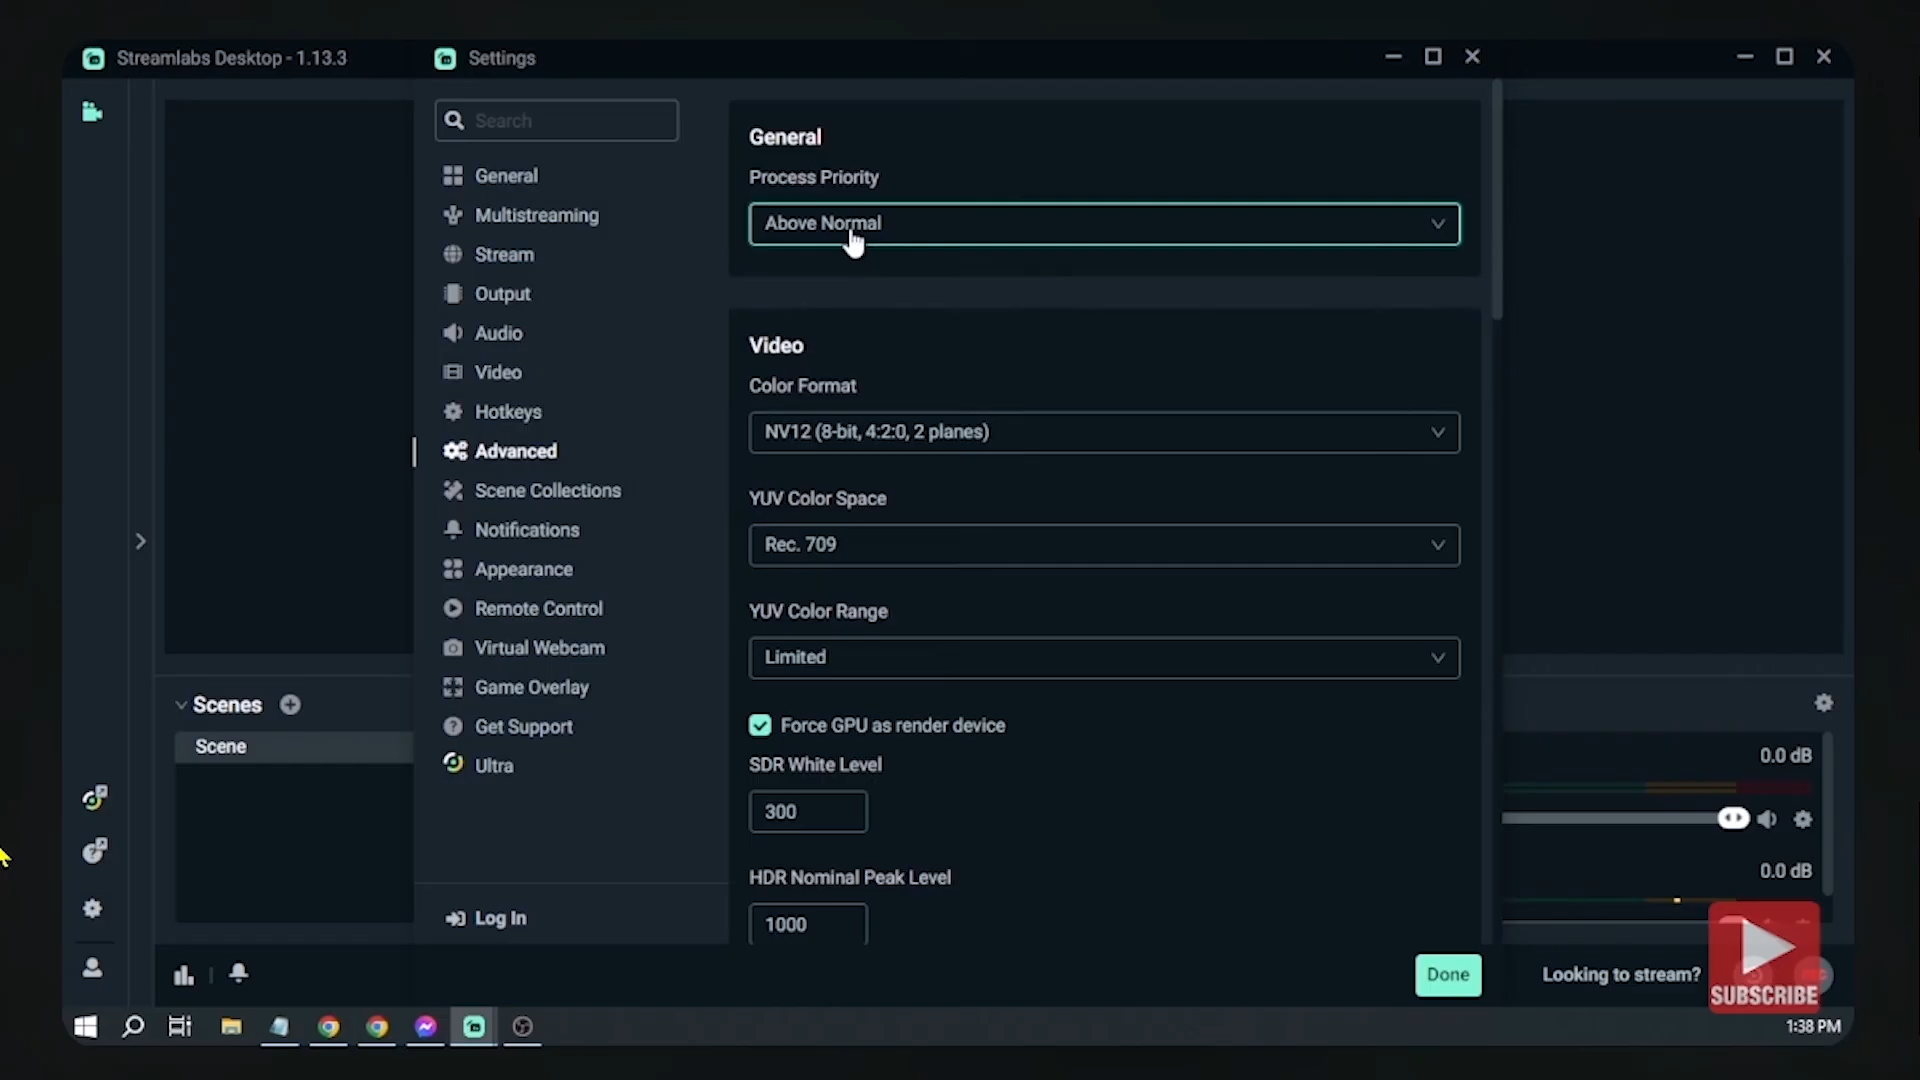 Streamlabs Desktop - 1.13.3
Settings
Search
General
Multistreaming
Stream
Output
Audio
Video
Hotkeys
Advanced
Scene Collections
Notifications
Appearance
Remote Control
Virtual Webcam
Game Overlay
Get Support
Ultra
Log In
General
Process Priority
Above Normal
Video
Color Format
NV12 (8-bit, 4:2:0, 2 planes)
YUV Color Space
Rec. 709
YUV Color Range
Limited
Force GPU as render device
SDR White Level
300
HDR Nominal Peak Level
1000
Done
Scenes
Scene
0.0 dB
0.0 dB
Looking to stream?
SUBSCRIBE
1:38 PM